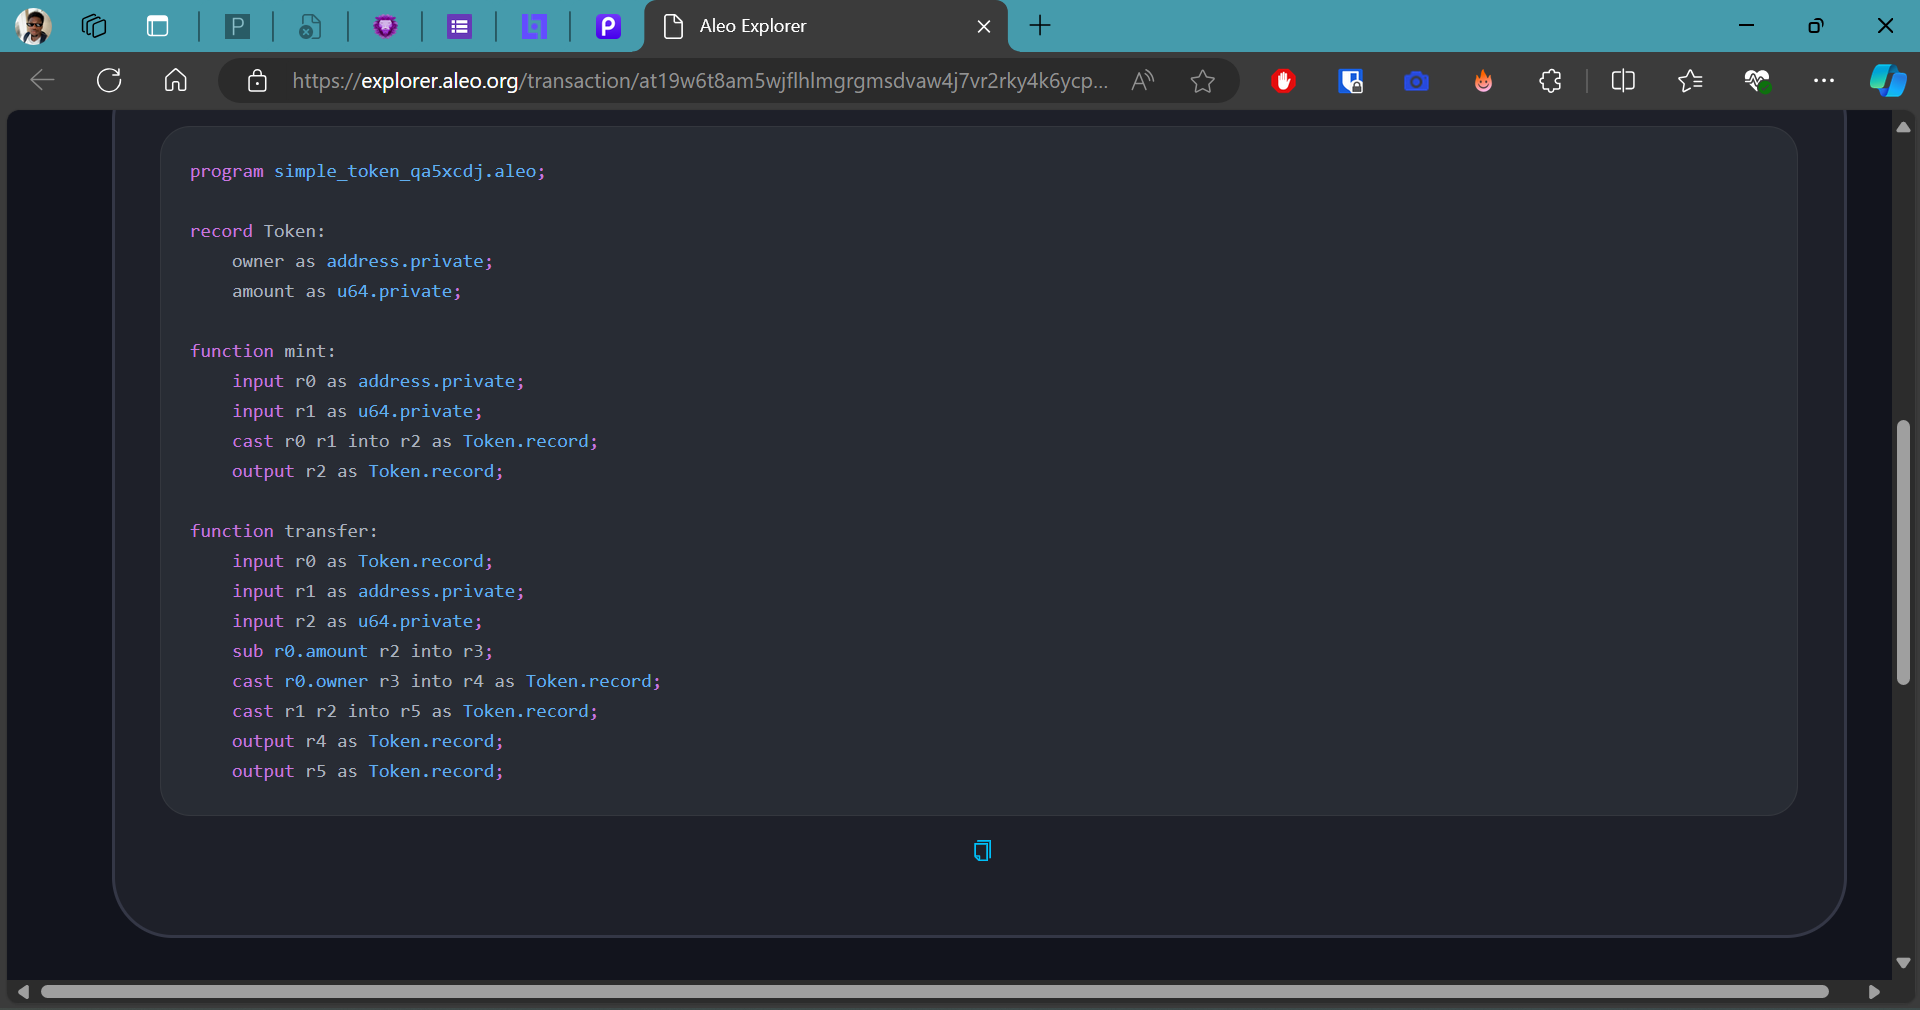 Aleo Explorer
https://explorer.aleo.org/transaction/at19w6t8am5wjflhlmgrgmsdvaw4j7vr2rky4k6ycp...
program simple_token_qa5xcdj.aleo;
record Token:
owner as address.private;
amount as u64.private;
function mint:
input r0 as address.private;
input r1 as u64.private;
cast r0 r1 into r2 as Token.record;
output r2 as Token.record;
function transfer:
input r0 as Token.record;
input r1 as address.private;
input r2 as u64.private;
sub r0.amount r2 into r3;
cast r0.owner r3 into r4 as Token.record;
cast r1 r2 into r5 as Token.record;
output r4 as Token.record;
output r5 as Token.record;